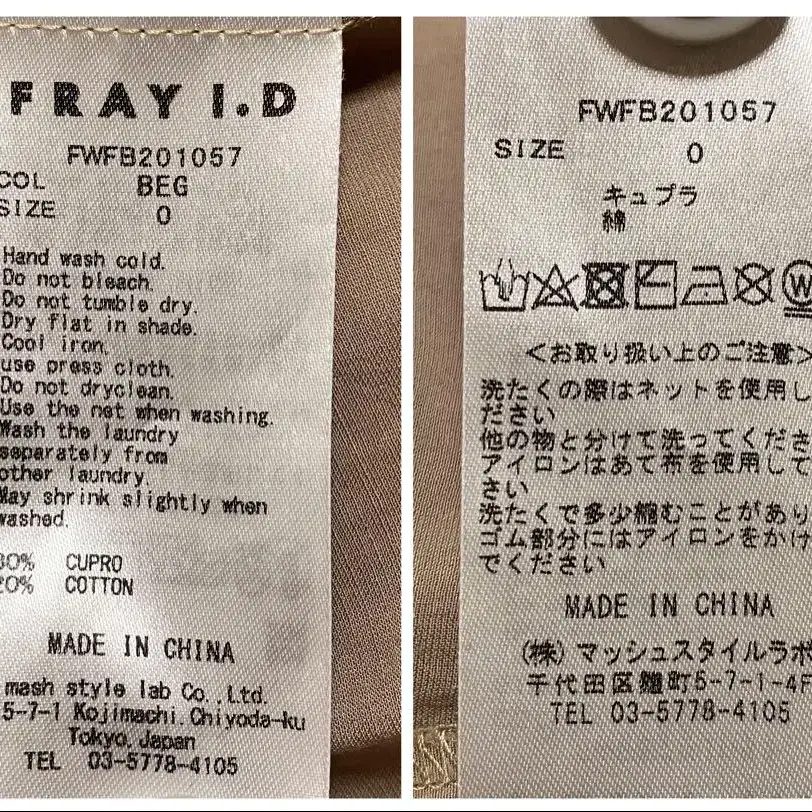 FRAY I.D
FWFB201057
COL BEG
SIZE 0
Hand wash cold.
Do not bleach.
Do not tumble dry.
Dry flat in shade.
Cool iron.
use press cloth.
Do not dryclean.
Use the net when washing.
Wash the laundry
separately from
other laundry.
May shrink slightly when
washed.
80% CUPRO
20% COTTON
MADE IN CHINA
mash style lab Co.,Ltd.
5-7-1 Kojimachi.Chiyoda-ku
Tokyo.Japan
TEL 03-5778-4105
FWFB201057
SIZE 0
キュプラ
綿
W
<お取り扱い上のご注意>
洗たくの際はネットを使用し
ださい
他の物と分けて洗ってくださ
アイロンはあて布を使用して
さい
洗たくで多少縮むことがあり
ゴム部分にはアイロンをかけ
でください
MADE IN CHINA
(株)マッシュスタイルラボ
千代田区麹町5-7-1-4F
TEL 03-5778-4105